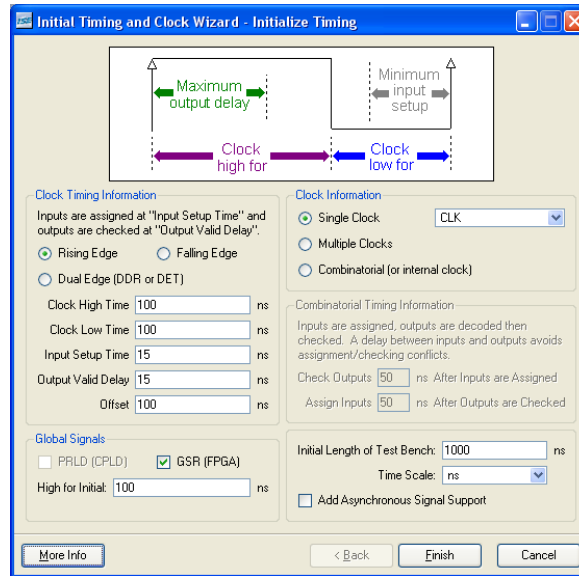 Initial Timing and Clock Wizard - Initialize Timing
Maximum
output delay
Minimum
input
setup
Clock
high for
Clock
low for
Clock Timing Information
Inputs are assigned at "Input Setup Time" and
outputs are checked at "Output Valid Delay".
Rising Edge
Falling Edge
Dual Edge (DDR or DET)
Clock High Time 100 ns
Clock Low Time 100 ns
Input Setup Time 15 ns
Output Valid Delay 15 ns
Offset 100 ns
Global Signals
PRLD (CPLD)
GSR (FPGA)
High for Initial: 100 ns
Clock Information
Single Clock CLK
Multiple Clocks
Combinatorial (or internal clock)
Combinatorial Timing Information
Inputs are assigned, outputs are decoded then
checked. A delay between inputs and outputs avoids
assignment/checking conflicts.
Check Outputs 50 ns After Inputs are Assigned
Assign Inputs 50 ns After Outputs are Checked
Initial Length of Test Bench: 1000 ns
Time Scale: ns
Add Asynchronous Signal Support
More Info
< Back
Finish
Cancel